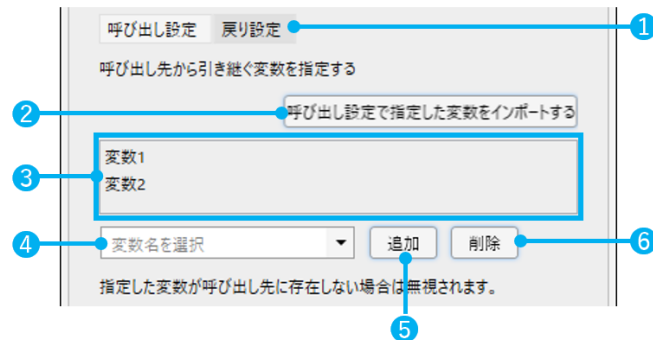 呼び出し設定 戻り設定 1
呼び出し先から引き継ぐ変数を指定する
2 呼び出し設定で指定した変数をインポートする
変数1
3
変数2
4 変数名を選択 追加 削除 6
指定した変数が呼び出し先に存在しない場合は無視されます。
5